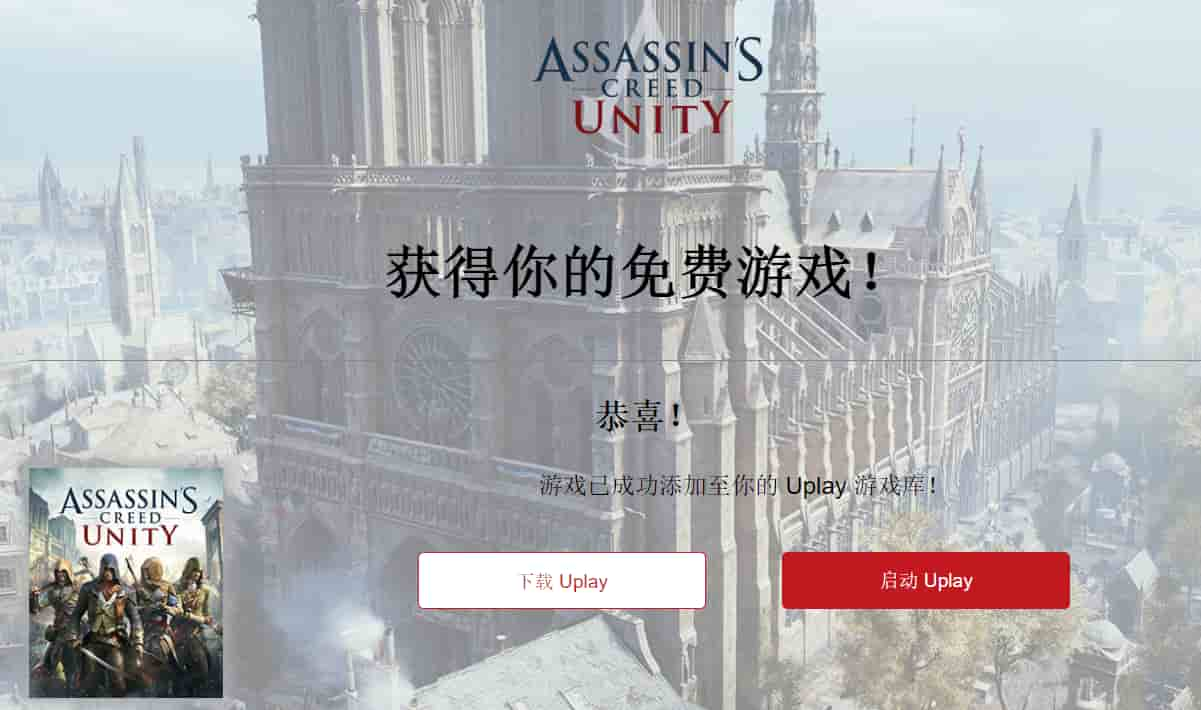 ASSASSIN'S
CREED
UNITY
获得你的免费游戏！
恭喜！
游戏已成功添加至你的 Uplay 游戏库！
ASSASSIN'S
CREED
UNITY
下载 Uplay
启动 Uplay